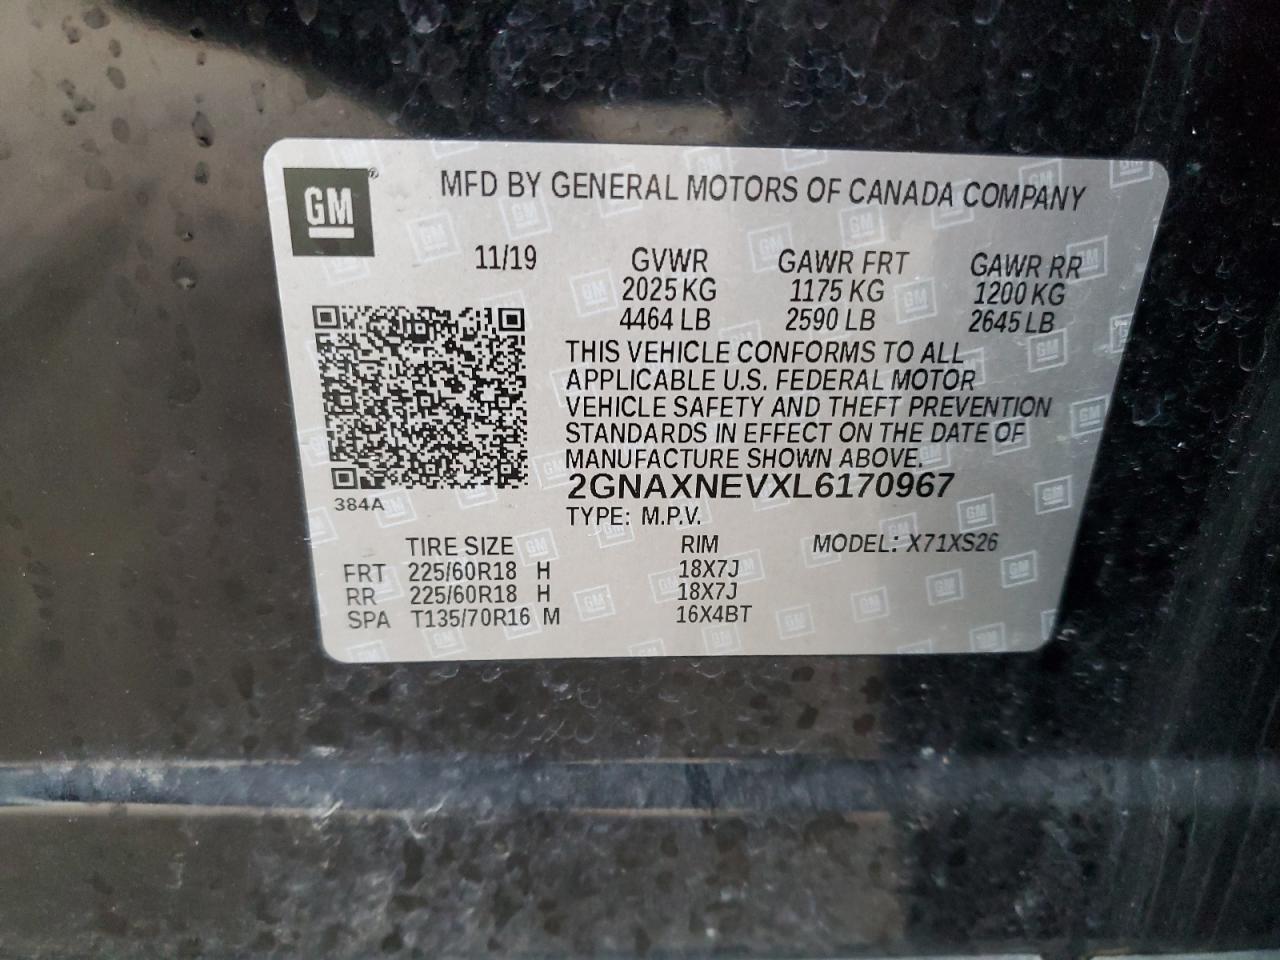 GM®
MFD BY GENERAL MOTORS OF CANADA COMPANY
11/19 GVWR GAWR FRT GAWR RR
2025 KG 1175 KG 1200 KG
4464 LB 2590 LB 2645 LB
THIS VEHICLE CONFORMS TO ALL
APPLICABLE U.S. FEDERAL MOTOR
VEHICLE SAFETY AND THEFT PREVENTION
STANDARDS IN EFFECT ON THE DATE OF
MANUFACTURE SHOWN ABOVE.
2GNAXNEVXL6170967
384A
TYPE: M.P.V.
TIRE SIZE RIM MODEL: X71XS26
FRT 225/60R18 H 18X7J
RR 225/60R18 H 18X7J
SPA T135/70R16 M 16X4BT